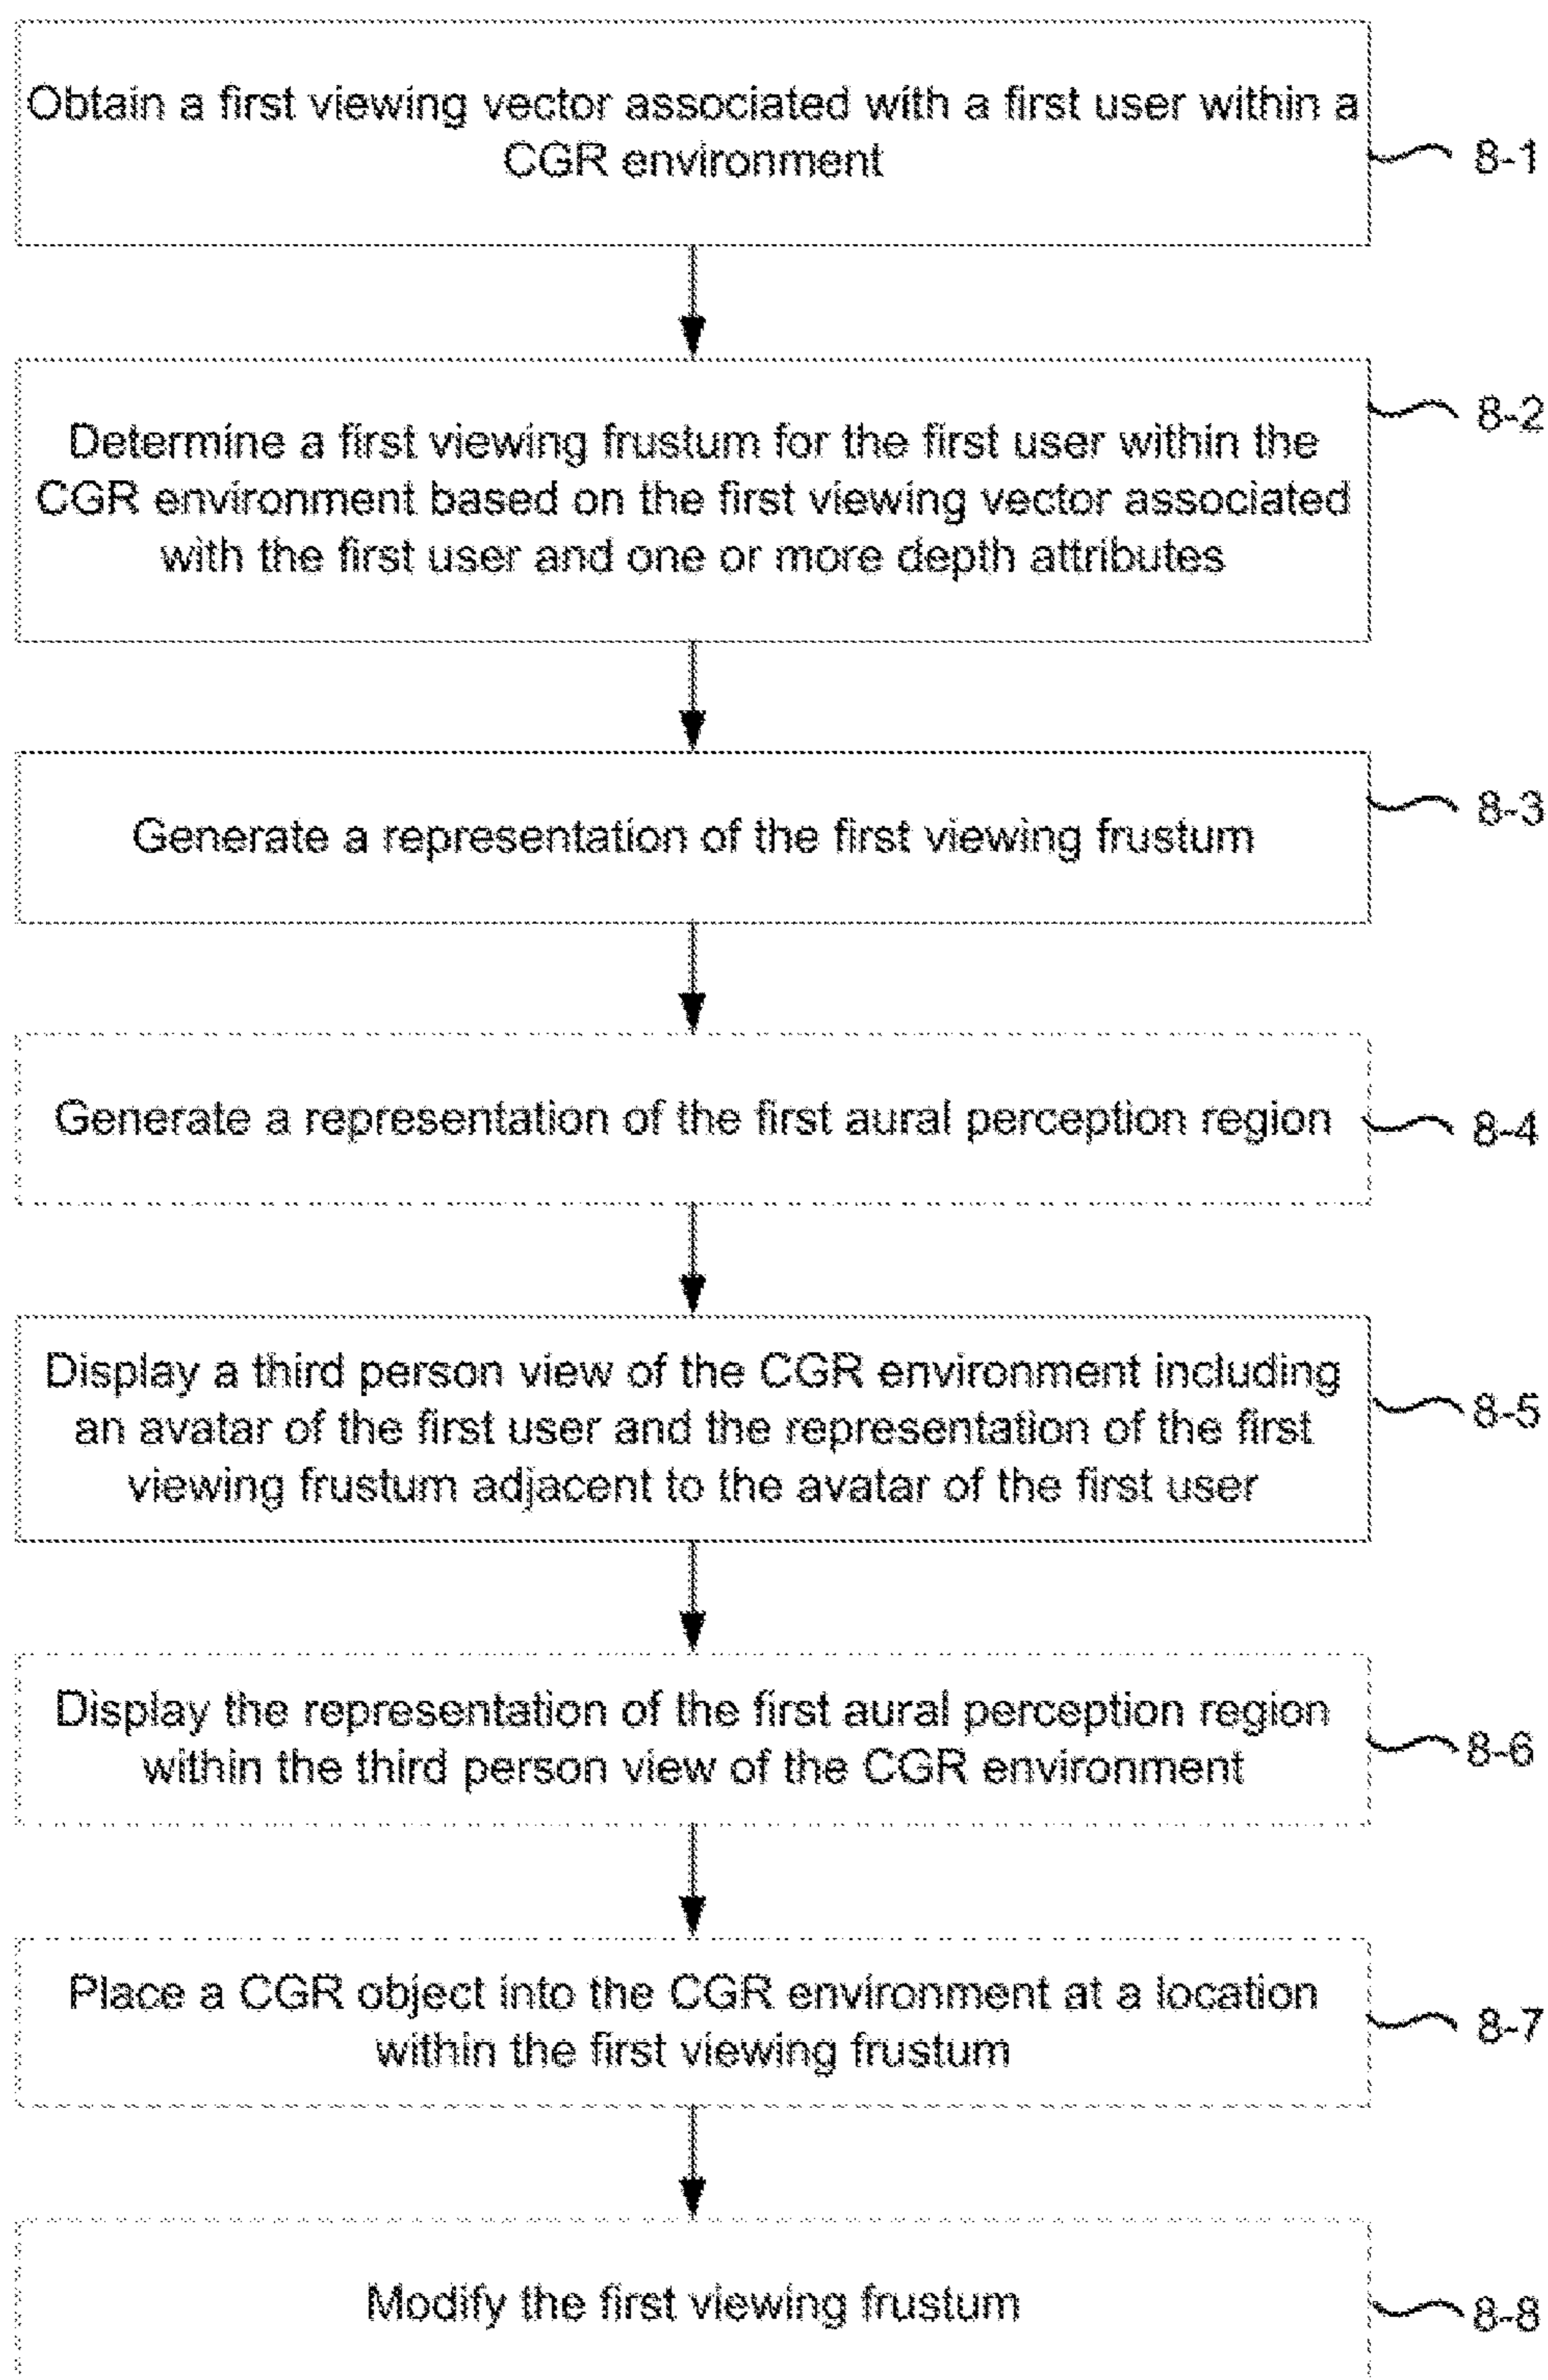 Obtain a first viewing vector associated with a first user within a
CGR environment
8-1
Determine a first viewing frustum for the first user within the
CGR environment based on the first viewing vector associated
with the first user and one or more depth attributes
8-2
Generate a representation of the first viewing frustum
8-3
Generate a representation of the first aural perception region
8-4
Display a third person view of the CGR environment including
an avatar of the first user and the representation of the first
viewing frustum adjacent to the avatar of the first user
8-5
Display the representation of the first aural perception region
within the third person view of the CGR environment
8-6
Place a CGR object into the CGR environment at a location
within the first viewing frustum
8-7
Modify the first viewing frustum
8-8